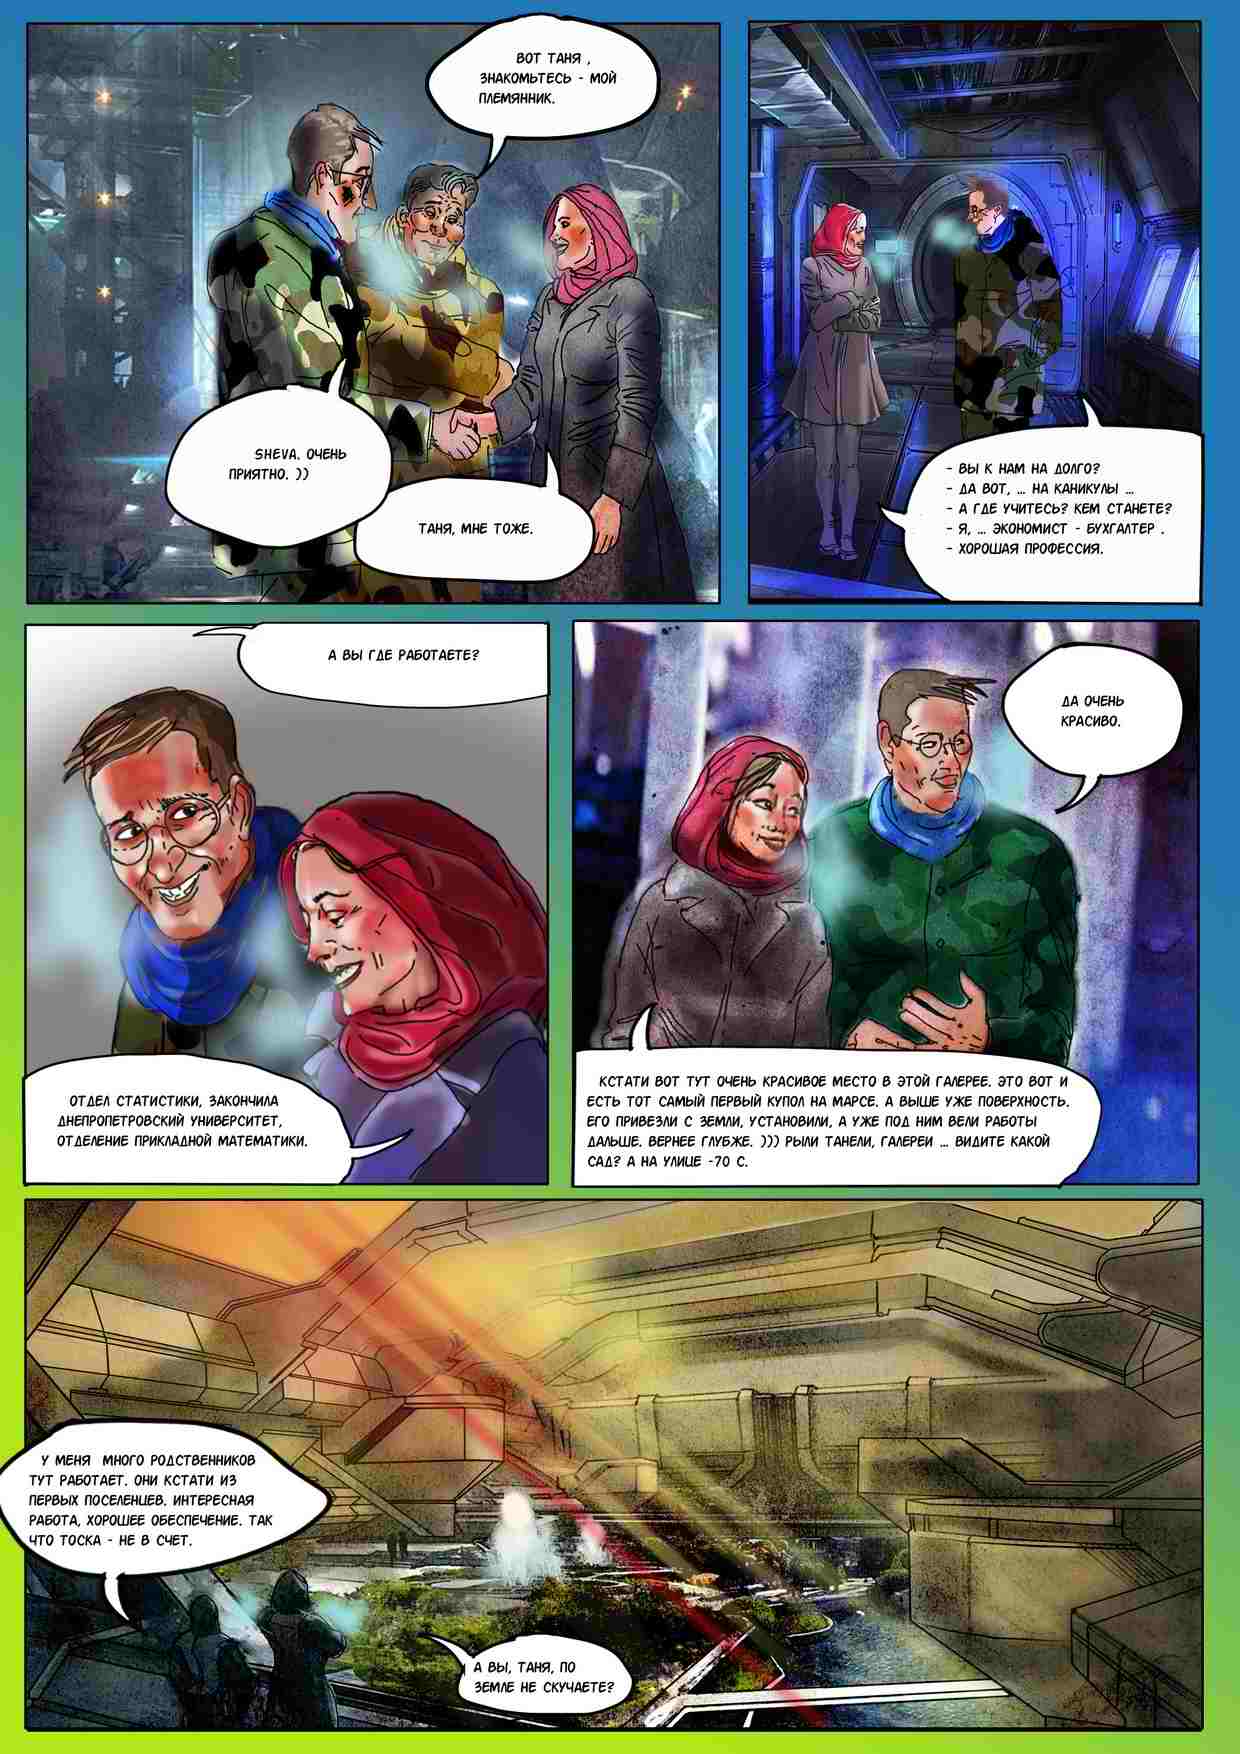 ВОТ ТАНЯ ,
ЗНАКОМЬТЕСЬ - МОЙ
ПЛЕМЯННИК.
SHEVA. ОЧЕНЬ
ПРИЯТНО. ))
ТАНЯ, МНЕ ТОЖЕ.
- ВЫ К НАМ НА ДОЛГО?
- ДА ВОТ, ... НА КАНИКУЛЫ ...
- А ГДЕ УЧИТЕСЬ? КЕМ СТАНЕТЕ?
- Я, ... ЭКОНОМИСТ - БУХГАЛТЕР .
- ХОРОШАЯ ПРОФЕССИЯ.
А ВЫ ГДЕ РАБОТАЕТЕ?
ОТДЕЛ СТАТИСТИКИ, ЗАКОНЧИЛА
ДНЕПРОПЕТРОВСКИЙ УНИВЕРСИТЕТ,
ОТДЕЛЕНИЕ ПРИКЛАДНОЙ МАТЕМАТИКИ.
ДА ОЧЕНЬ
КРАСИВО.
КСТАТИ ВОТ ТУТ ОЧЕНЬ КРАСИВОЕ МЕСТО В ЭТОЙ ГАЛЕРЕЕ. ЭТО ВОТ И
ЕСТЬ ТОТ САМЫЙ ПЕРВЫЙ КУПОЛ НА МАРСЕ. А ВЫШЕ УЖЕ ПОВЕРХНОСТЬ.
ЕГО ПРИВЕЗЛИ С ЗЕМЛИ, УСТАНОВИЛИ, А УЖЕ ПОД НИМ ВЕЛИ РАБОТЫ
ДАЛЬШЕ. ВЕРНЕЕ ГЛУБЖЕ. ))) РЫЛИ ТАНЕЛИ, ГАЛЕРЕИ ... ВИДИТЕ КАКОЙ
САД? А НА УЛИЦЕ -70 С.
У МЕНЯ МНОГО РОДСТВЕННИКОВ
ТУТ РАБОТАЕТ. ОНИ КСТАТИ ИЗ
ПЕРВЫХ ПОСЕЛЕНЦЕВ. ИНТЕРЕСНАЯ
РАБОТА, ХОРОШЕЕ ОБЕСПЕЧЕНИЕ. ТАК
ЧТО ТОСКА - НЕ В СЧЕТ.
А ВЫ, ТАНЯ, ПО
ЗЕМЛЕ НЕ СКУЧАЕТЕ?